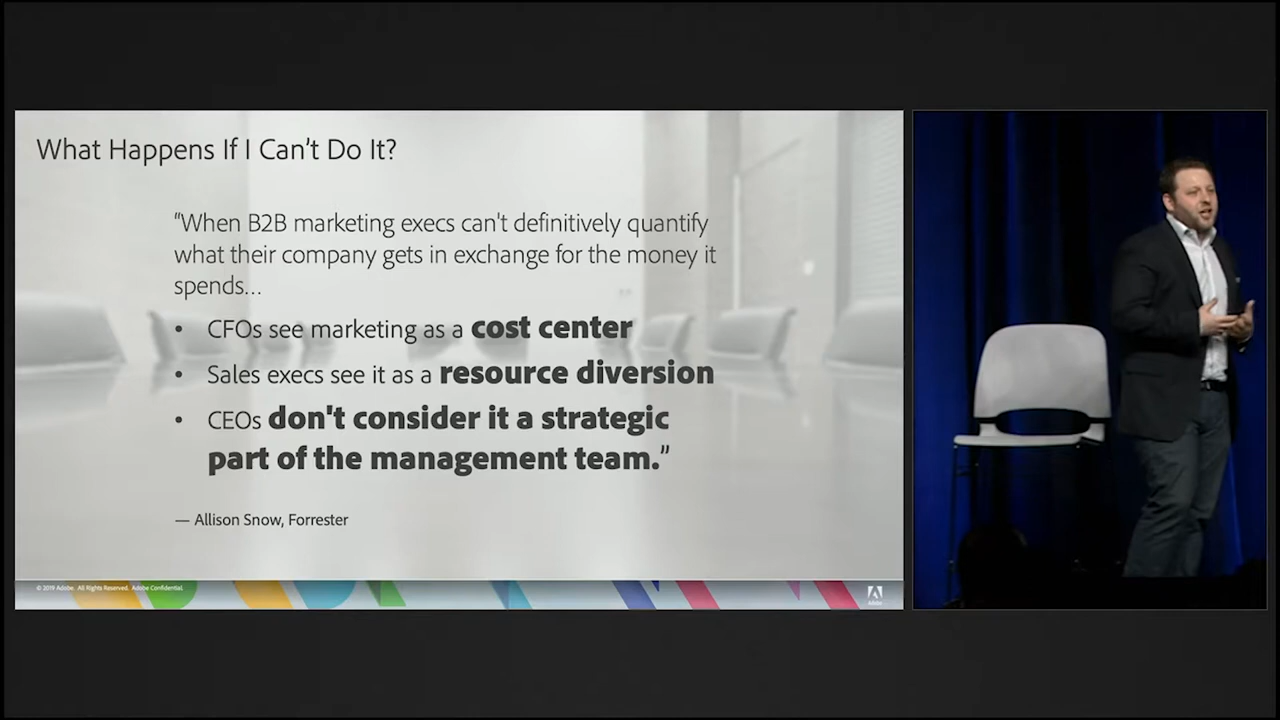 What Happens If I Can't Do It?
"When B2B marketing execs can't definitively quantify
what their company gets in exchange for the money it
spends…
• CFOs see marketing as a cost center
• Sales execs see it as a resource diversion
• CEOs don't consider it a strategic
part of the management team.”
— Allison Snow, Forrester
© 2019 Adobe. All Rights Reserved. Adobe Confidential.
Adobe